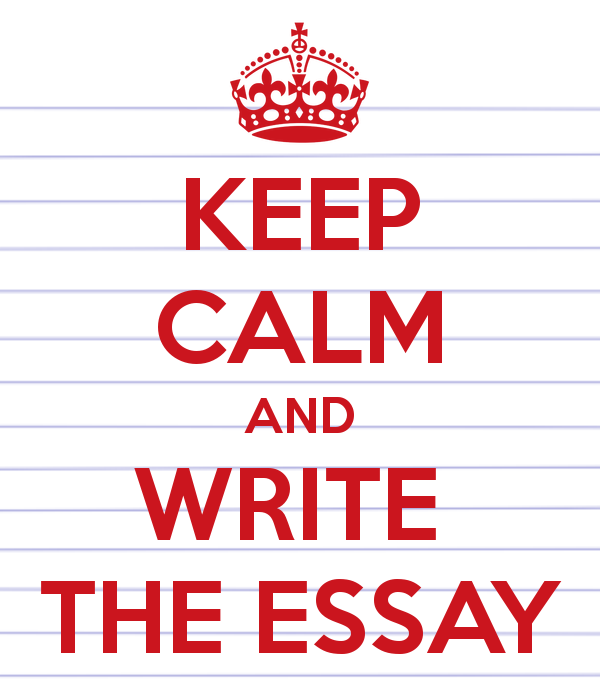 KEEP
CALM
AND
WRITE
THE ESSAY